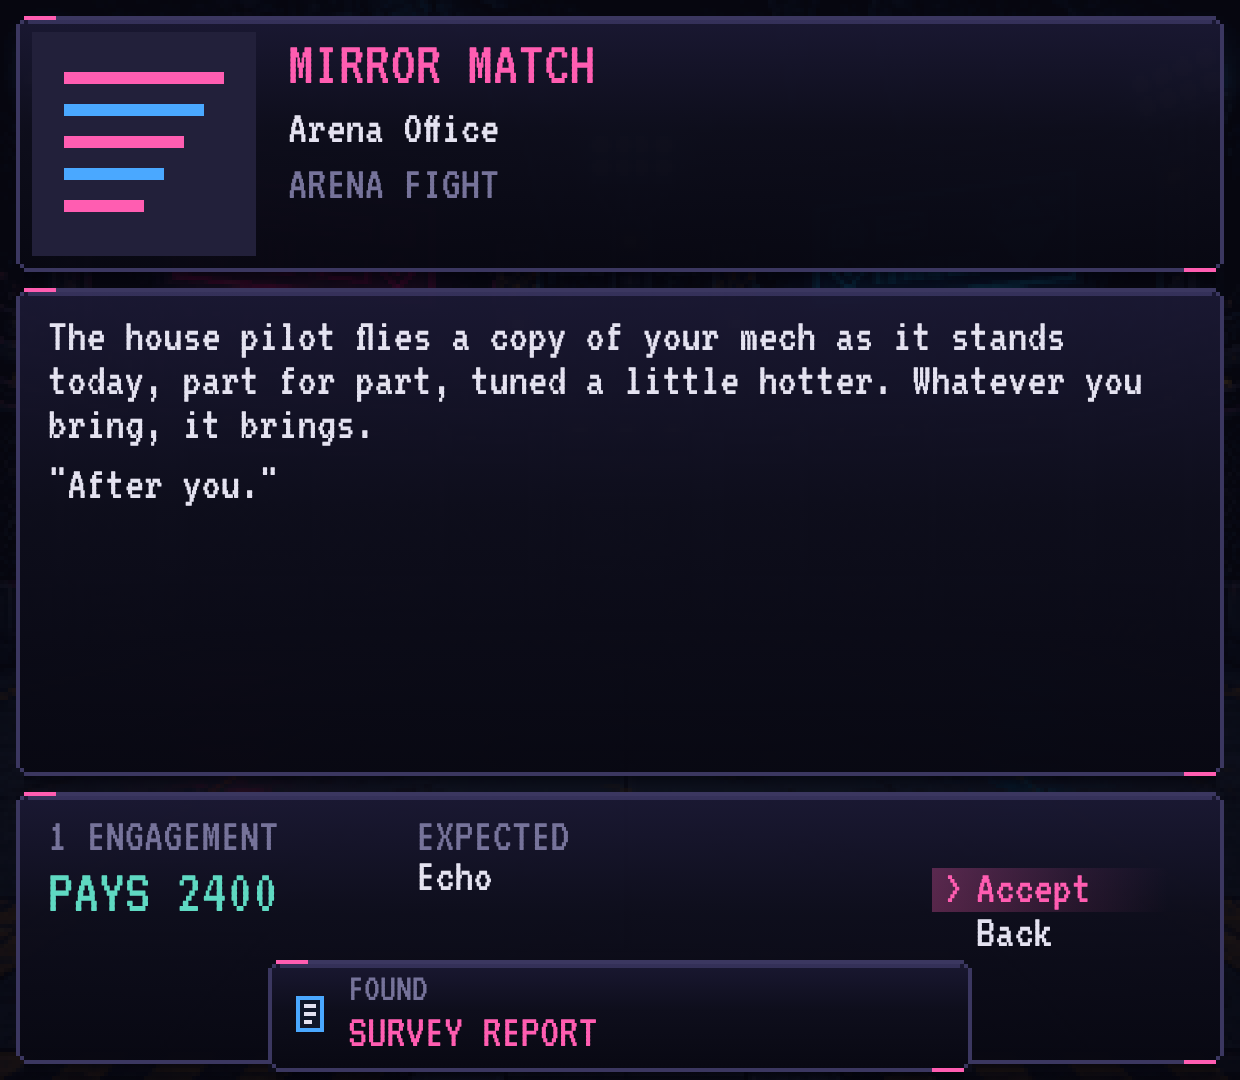 MIRROR MATCH
Arena Office
ARENA FIGHT
The house pilot flies a copy of your mech as it stands
today, part for part, tuned a little hotter. Whatever you
bring, it brings.
"After you."
1 ENGAGEMENT
PAYS 2400
EXPECTED
Echo
> Accept
Back
FOUND
SURVEY REPORT